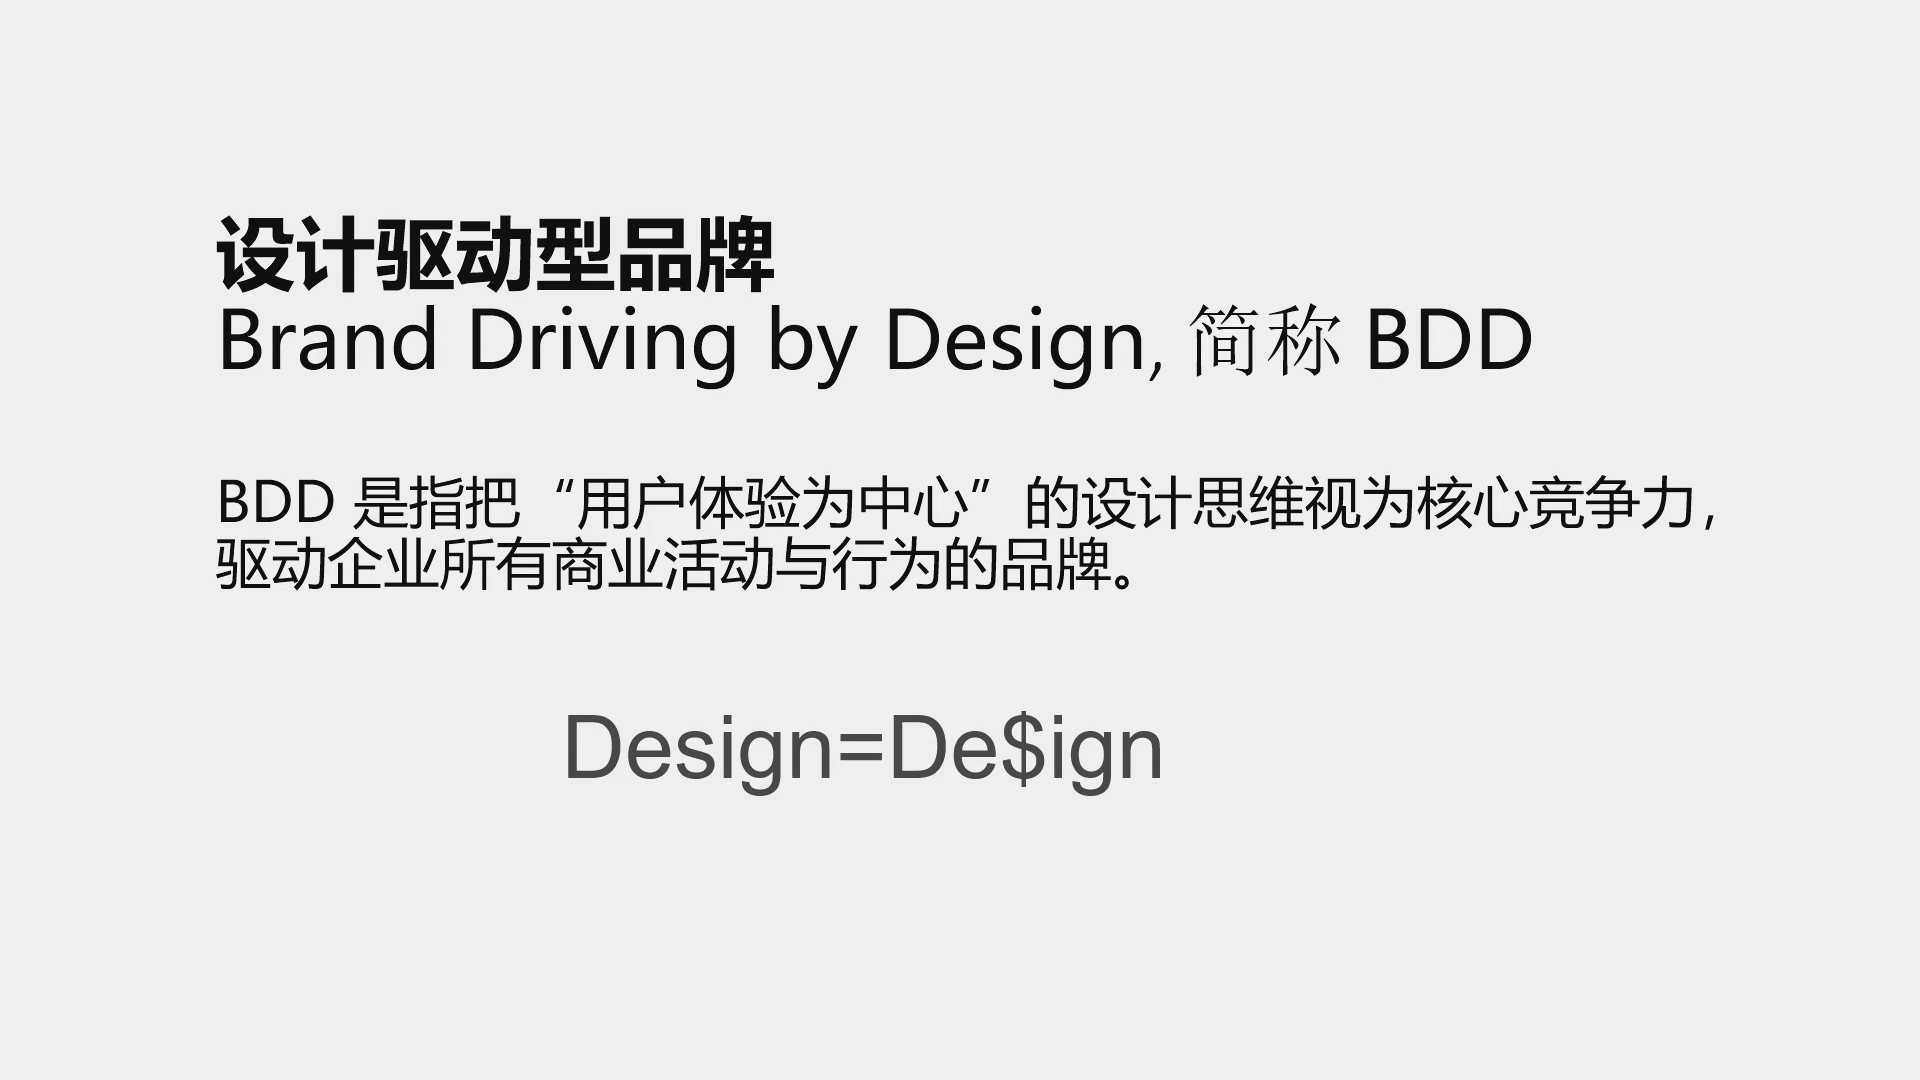 设计驱动型品牌
Brand Driving by Design, 简称 BDD
BDD 是指把“用户体验为中心”的设计思维视为核心竞争力，
驱动企业所有商业活动与行为的品牌。
Design=De$ign